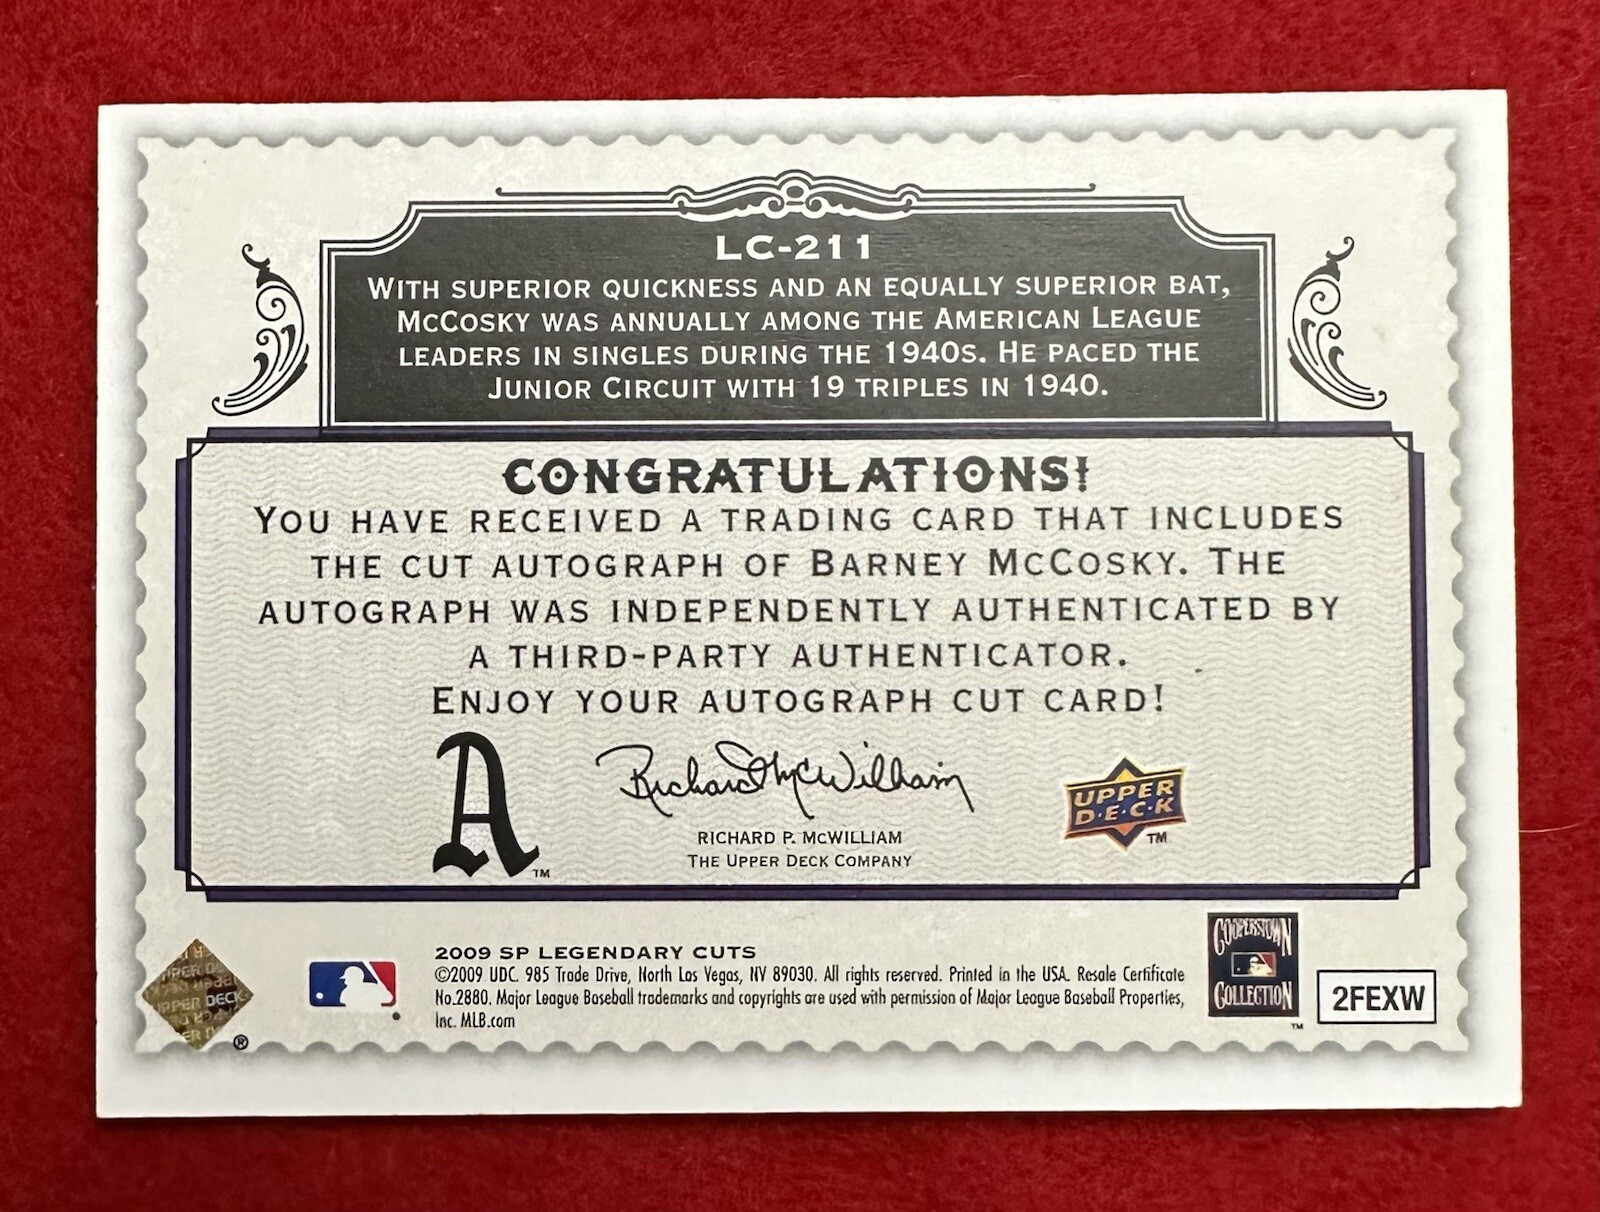 LC-211
WITH SUPERIOR QUICKNESS AND AN EQUALLY SUPERIOR BAT,
MCCOSKY WAS ANNUALLY AMONG THE AMERICAN LEAGUE
LEADERS IN SINGLES DURING THE 1940S. HE PACED THE
JUNIOR CIRCUIT WITH 19 TRIPLES IN 1940.
CONGRATULATIONS!
YOU HAVE RECEIVED A TRADING CARD THAT INCLUDES
THE CUT AUTOGRAPH OF BARNEY MCCOSKY. THE
AUTOGRAPH WAS INDEPENDENTLY AUTHENTICATED BY
A THIRD-PARTY AUTHENTICATOR.
ENJOY YOUR AUTOGRAPH CUT CARD!
A TM
Richard McWilliam
RICHARD P. MCWILLIAM
THE UPPER DECK COMPANY
UPPER
D·E·C·K
TM
2009 SP LEGENDARY CUTS
©2009 UDC. 985 Trade Drive, North Las Vegas, NV 89030. All rights reserved. Printed in the USA. Resale Certificate
No.2880. Major League Baseball trademarks and copyrights are used with permission of Major League Baseball Properties,
Inc. MLB.com
COOPERSTOWN
COLLECTION
TM
2FEXW
UPPER DECK
®